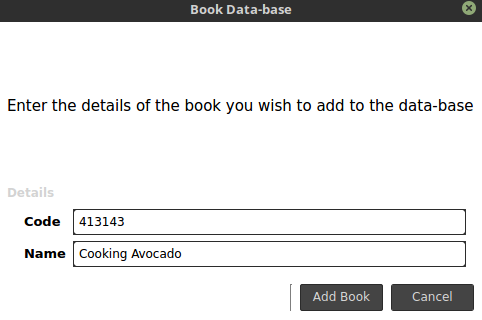 Book Data-base
Enter the details of the book you wish to add to the data-base
Details
Code 413143
Name Cooking Avocado
Add Book Cancel